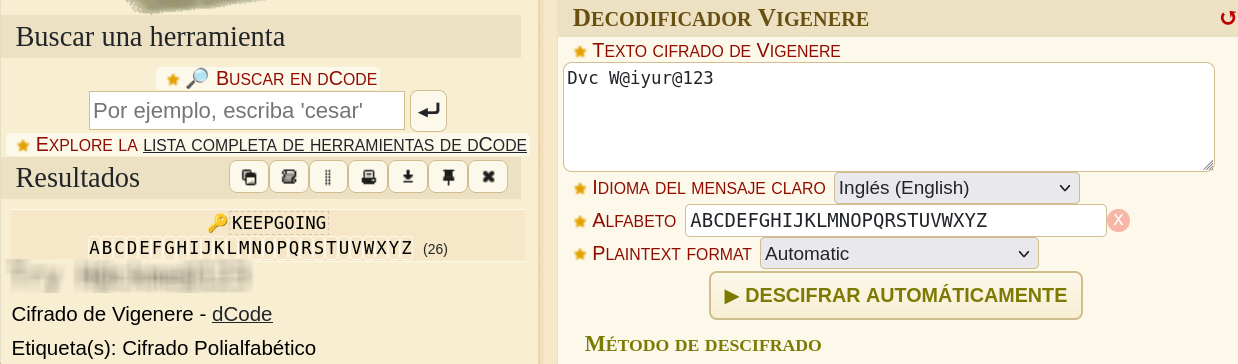 Buscar una herramienta
🔎 BUSCAR EN DCODE
Por ejemplo, escriba 'cesar'
EXPLORE LA LISTA COMPLETA DE HERRAMIENTAS DE DCODE
Resultados
🔑 KEEPGOING
ABCDEFGHIJKLMNOPQRSTUVWXYZ (26)
Cifrado de Vigenere - dCode
Etiqueta(s): Cifrado Polialfabético
DECODIFICADOR VIGENERE
TEXTO CIFRADO DE VIGENERE
Dvc W@iyur@123
IDIOMA DEL MENSAJE CLARO Inglés (English)
ALFABETO ABCDEFGHIJKLMNOPQRSTUVWXYZ X
PLAINTEXT FORMAT Automatic
▶ DESCIFRAR AUTOMÁTICAMENTE
MÉTODO DE DESCIFRADO